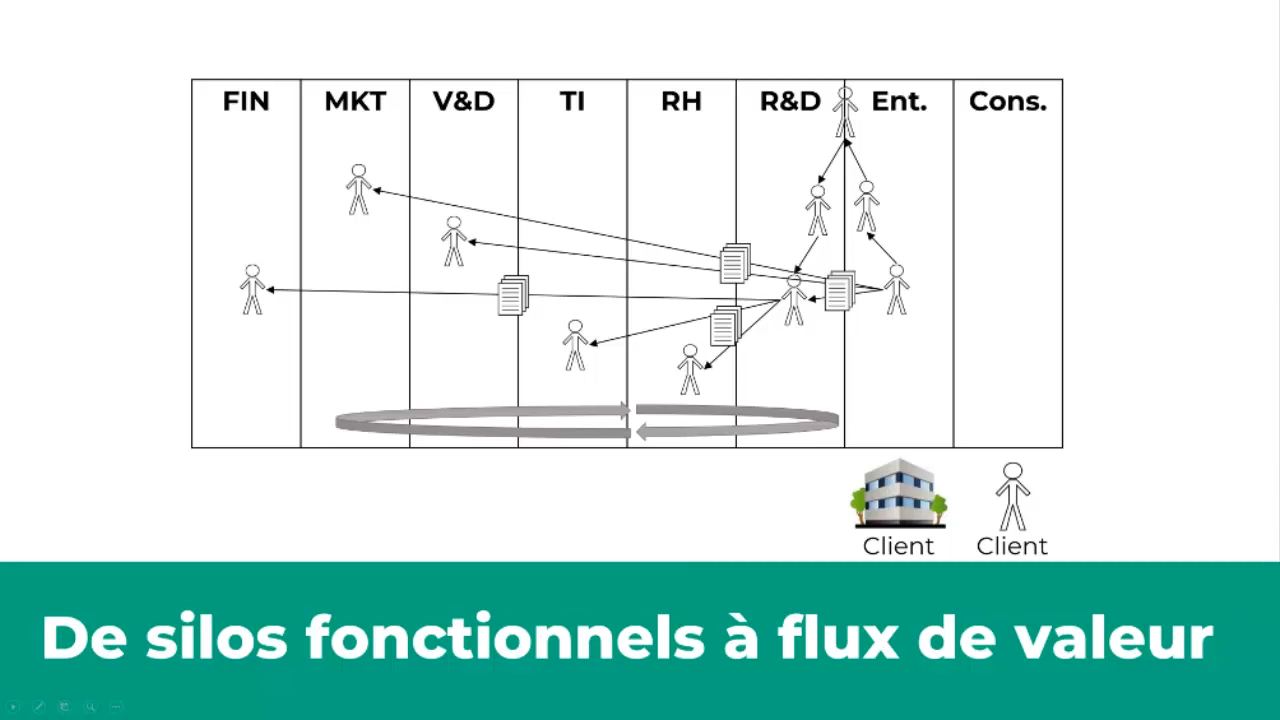 FIN MKT V&D TI RH R&D Ent. Cons.
Client Client
De silos fonctionnels à flux de valeur